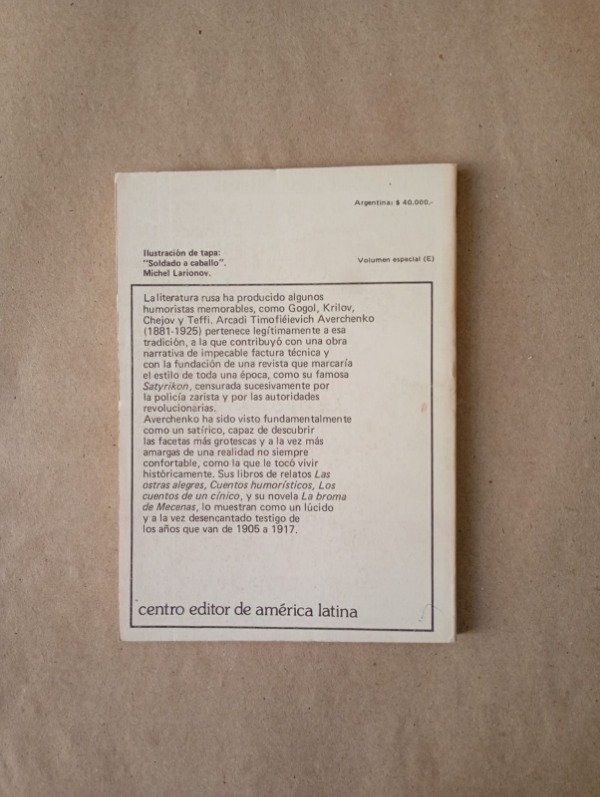 Argentina: $ 40.000.-
Ilustración de tapa:
"Soldado a caballo".
Michel Larionov.
Volumen especial (E)
La literatura rusa ha producido algunos
humoristas memorables, como Gogol, Krilov,
Chejov y Teffi. Arcadi Timofiéievich Averchenko
(1881-1925) pertenece legítimamente a esa
tradición, a la que contribuyó con una obra
narrativa de impecable factura técnica y
con la fundación de una revista que marcaría
el estilo de toda una época, como su famosa
Satyrikon, censurada sucesivamente por
la policía zarista y por las autoridades
revolucionarias.
Averchenko ha sido visto fundamentalmente
como un satírico, capaz de descubrir
las facetas más grotescas y a la vez más
amargas de una realidad no siempre
confortable, como la que le tocó vivir
históricamente. Sus libros de relatos Las
ostras alegres, Cuentos humorísticos, Los
cuentos de un cínico, y su novela La broma
de Mecenas, lo muestran como un lúcido
y a la vez desencantado testigo de
los años que van de 1905 a 1917.
centro editor de américa latina